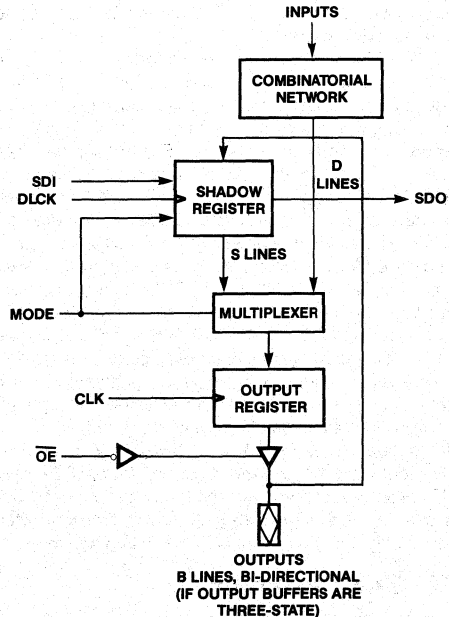 INPUTS
COMBINATORIAL
NETWORK
D
LINES
SDI
DLCK
SHADOW
REGISTER
SDO
S LINES
MODE
MULTIPLEXER
CLK
OUTPUT
REGISTER
OE
OUTPUTS
B LINES, BI-DIRECTIONAL
(IF OUTPUT BUFFERS ARE
THREE-STATE)